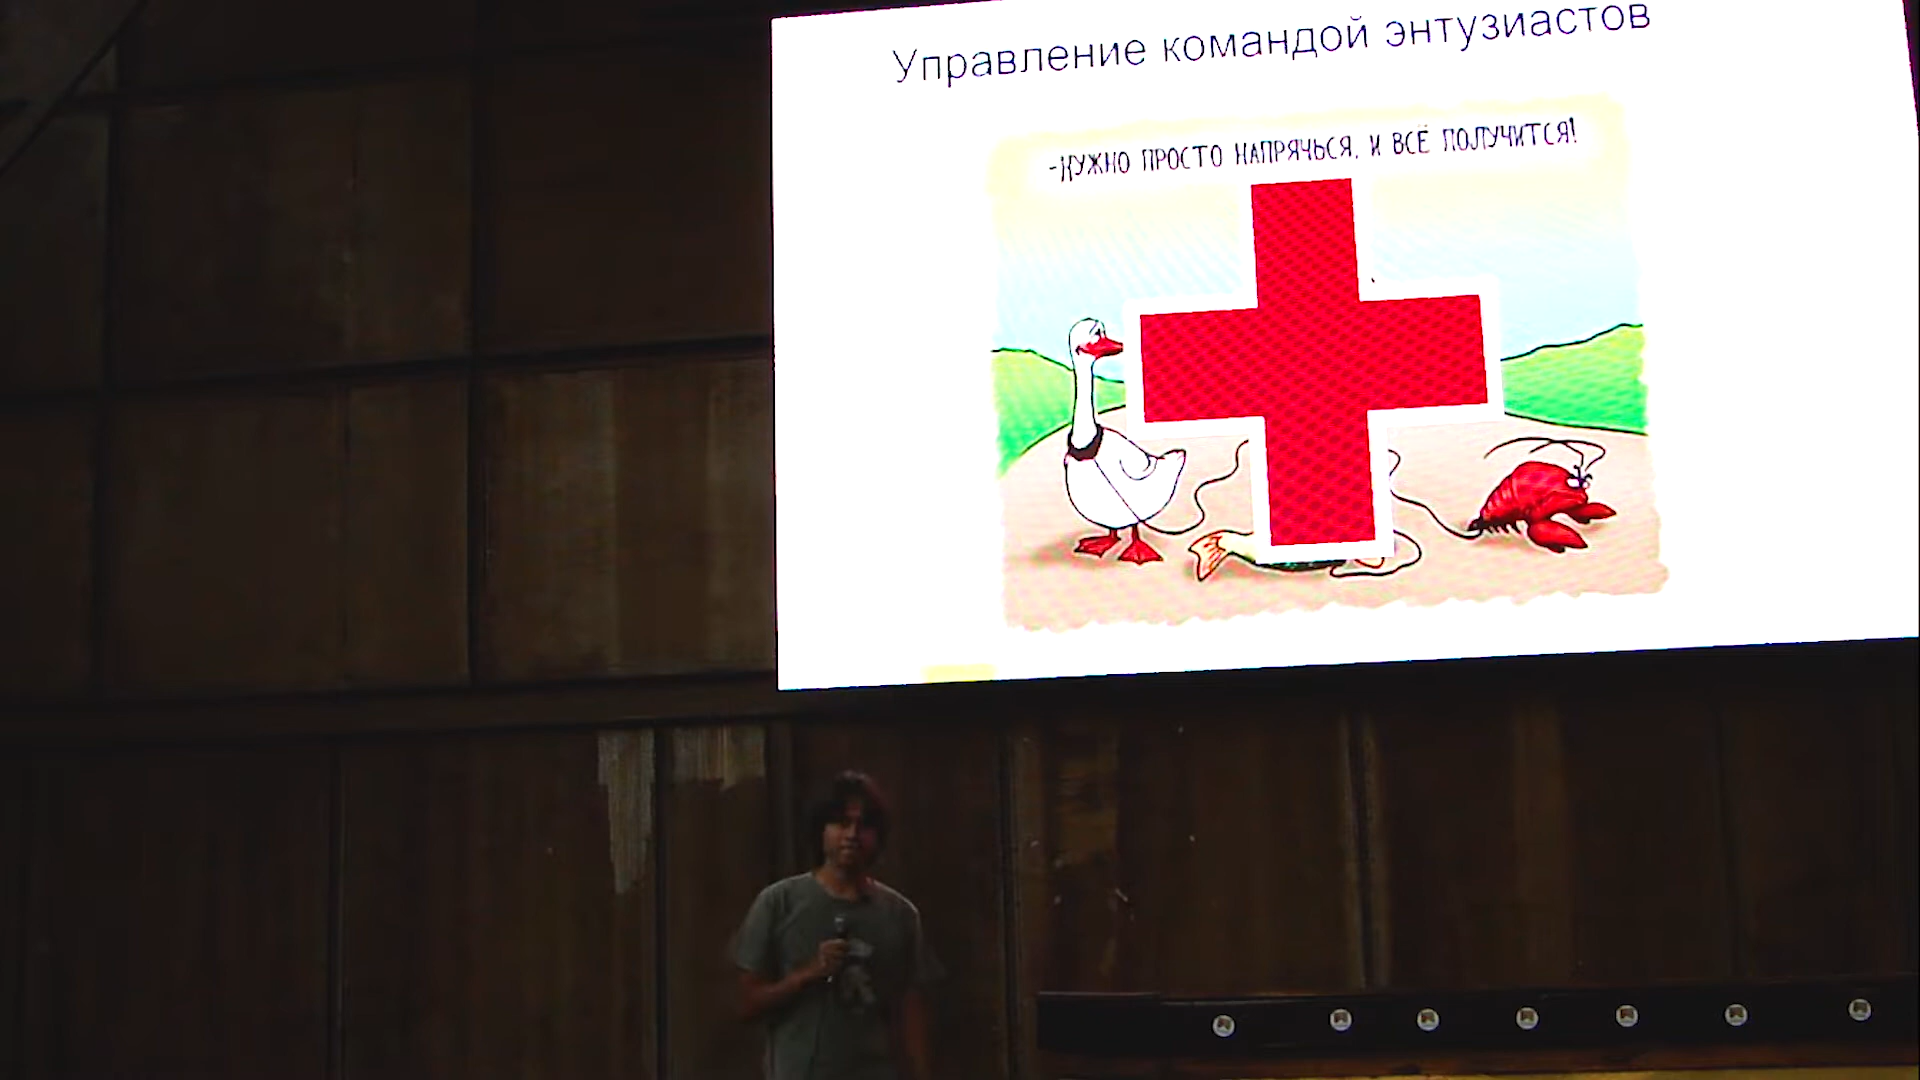 Управление командой энтузиастов
-НУЖНО ПРОСТО НАПРЯЧЬСЯ, И ВСЁ ПОЛУЧИТСЯ!